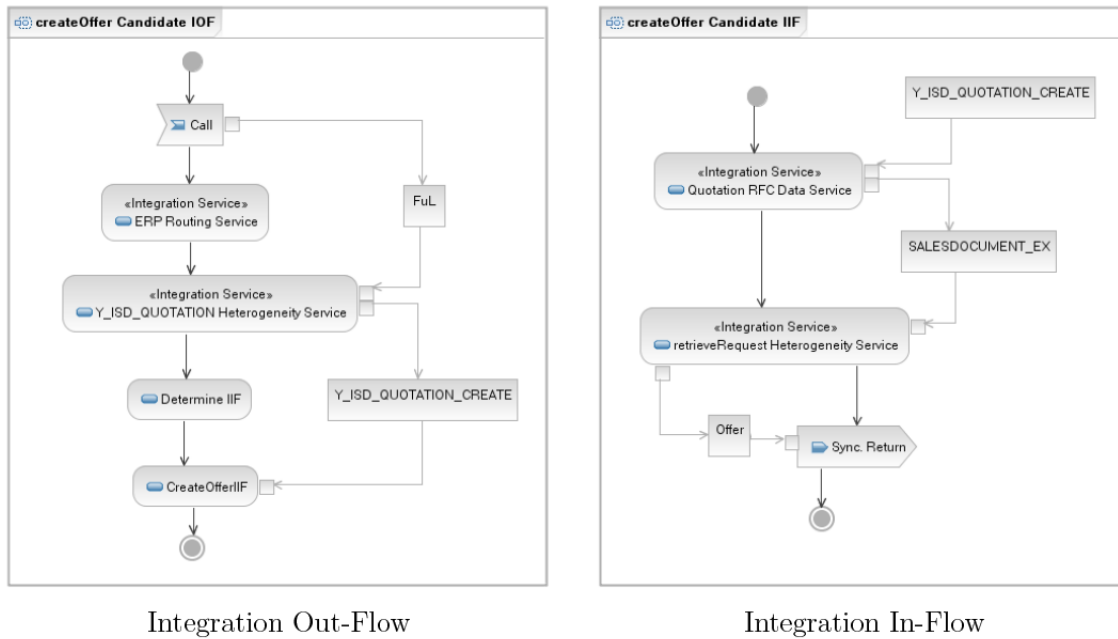 createOffer Candidate IOF
Call
FuL
«Integration Service»
ERP Routing Service
«Integration Service»
Y_ISD_QUOTATION Heterogeneity Service
Determine IIF
Y_ISD_QUOTATION_CREATE
CreateOfferIIF
Integration Out-Flow
createOffer Candidate IIF
Y_ISD_QUOTATION_CREATE
«Integration Service»
Quotation RFC Data Service
SALESDOCUMENT_EX
«Integration Service»
retrieveRequest Heterogeneity Service
Offer
Sync. Return
Integration In-Flow